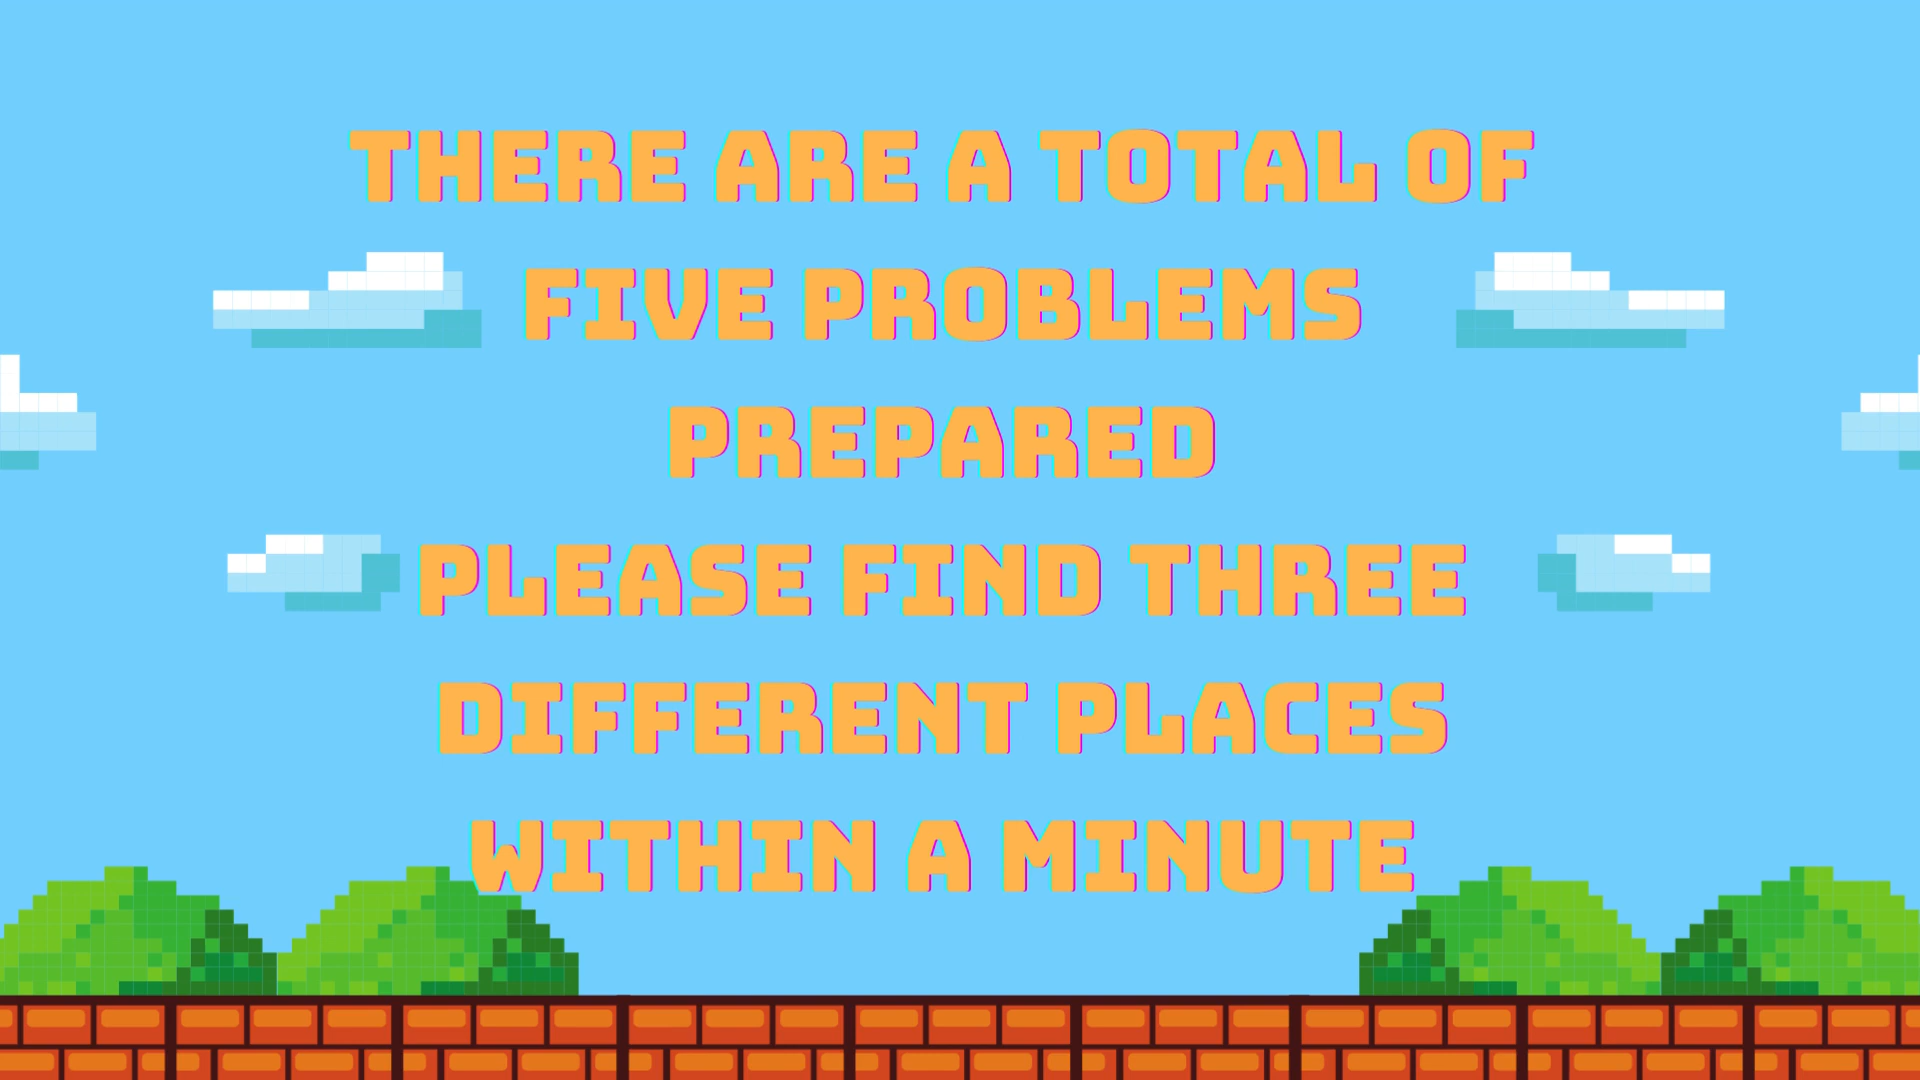 THERE ARE A TOTAL OF
FIVE PROBLEMS
PREPARED
PLEASE FIND THREE
DIFFERENT PLACES
WITHIN A MINUTE